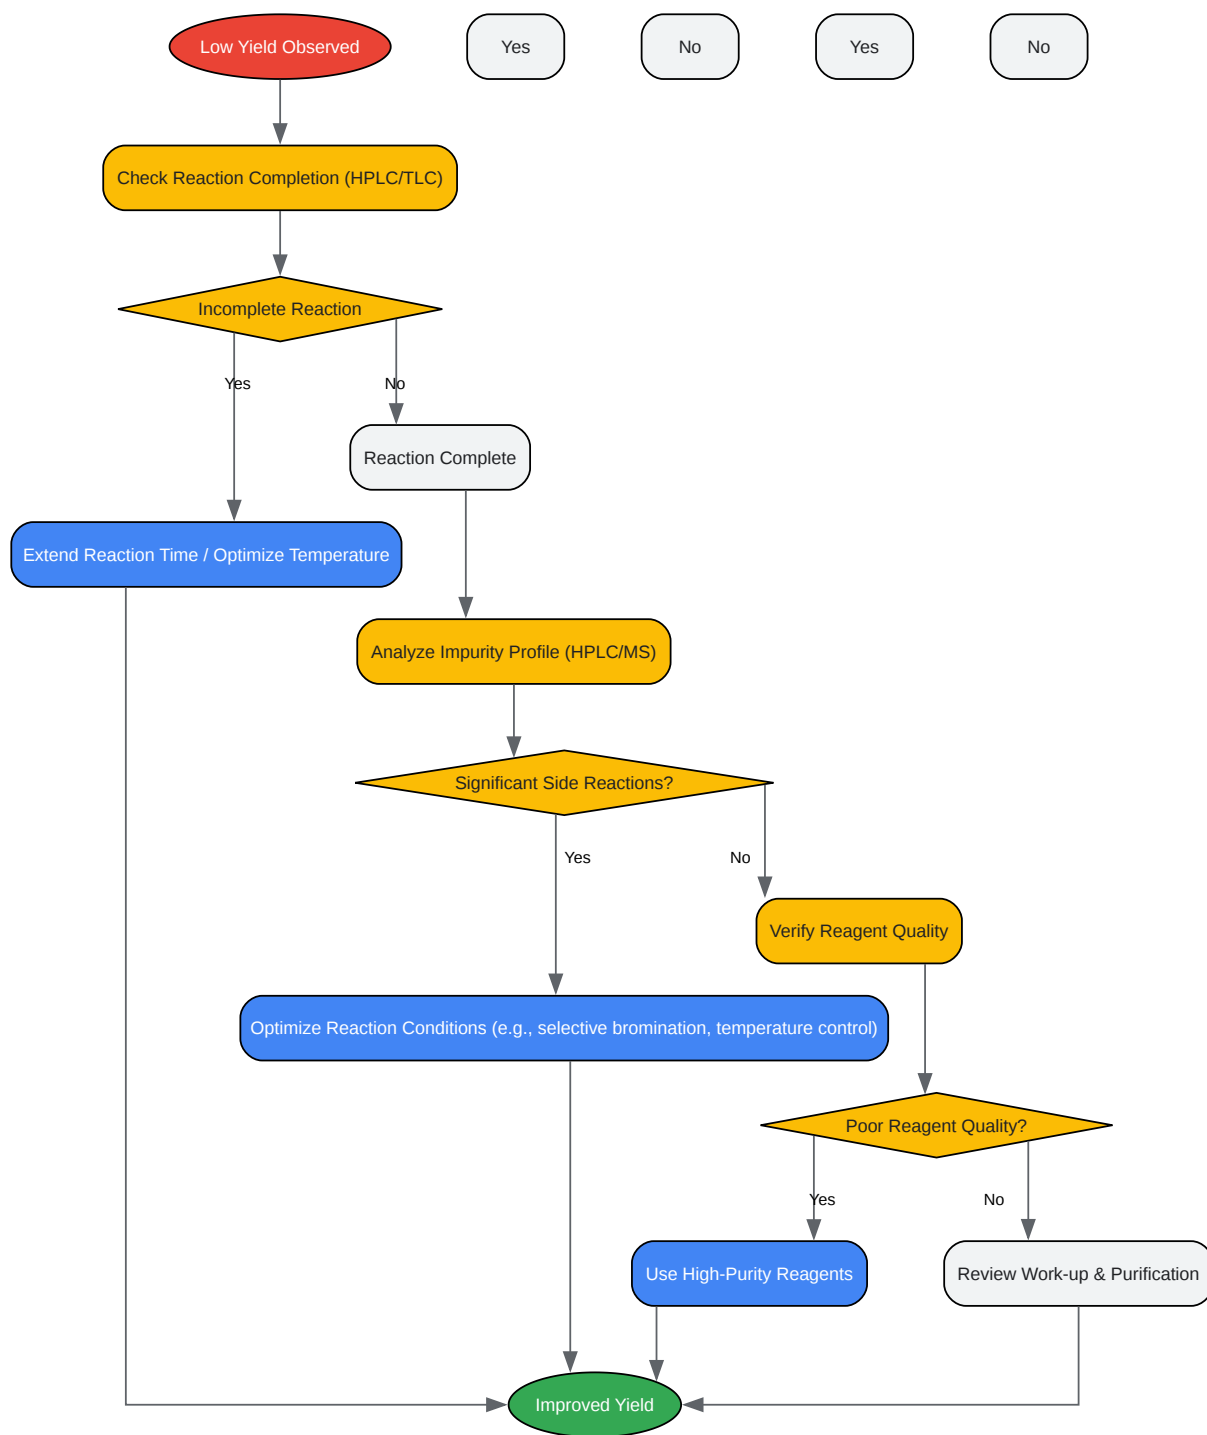 Low Yield Observed
Yes
No
Yes
No
Check Reaction Completion (HPLC/TLC)
Incomplete Reaction
Yes
No
Reaction Complete
Extend Reaction Time / Optimize Temperature
Analyze Impurity Profile (HPLC/MS)
Significant Side Reactions?
Yes
No
Verify Reagent Quality
Optimize Reaction Conditions (e.g., selective bromination, temperature control)
Poor Reagent Quality?
Yes
No
Use High-Purity Reagents
Review Work-up & Purification
Improved Yield